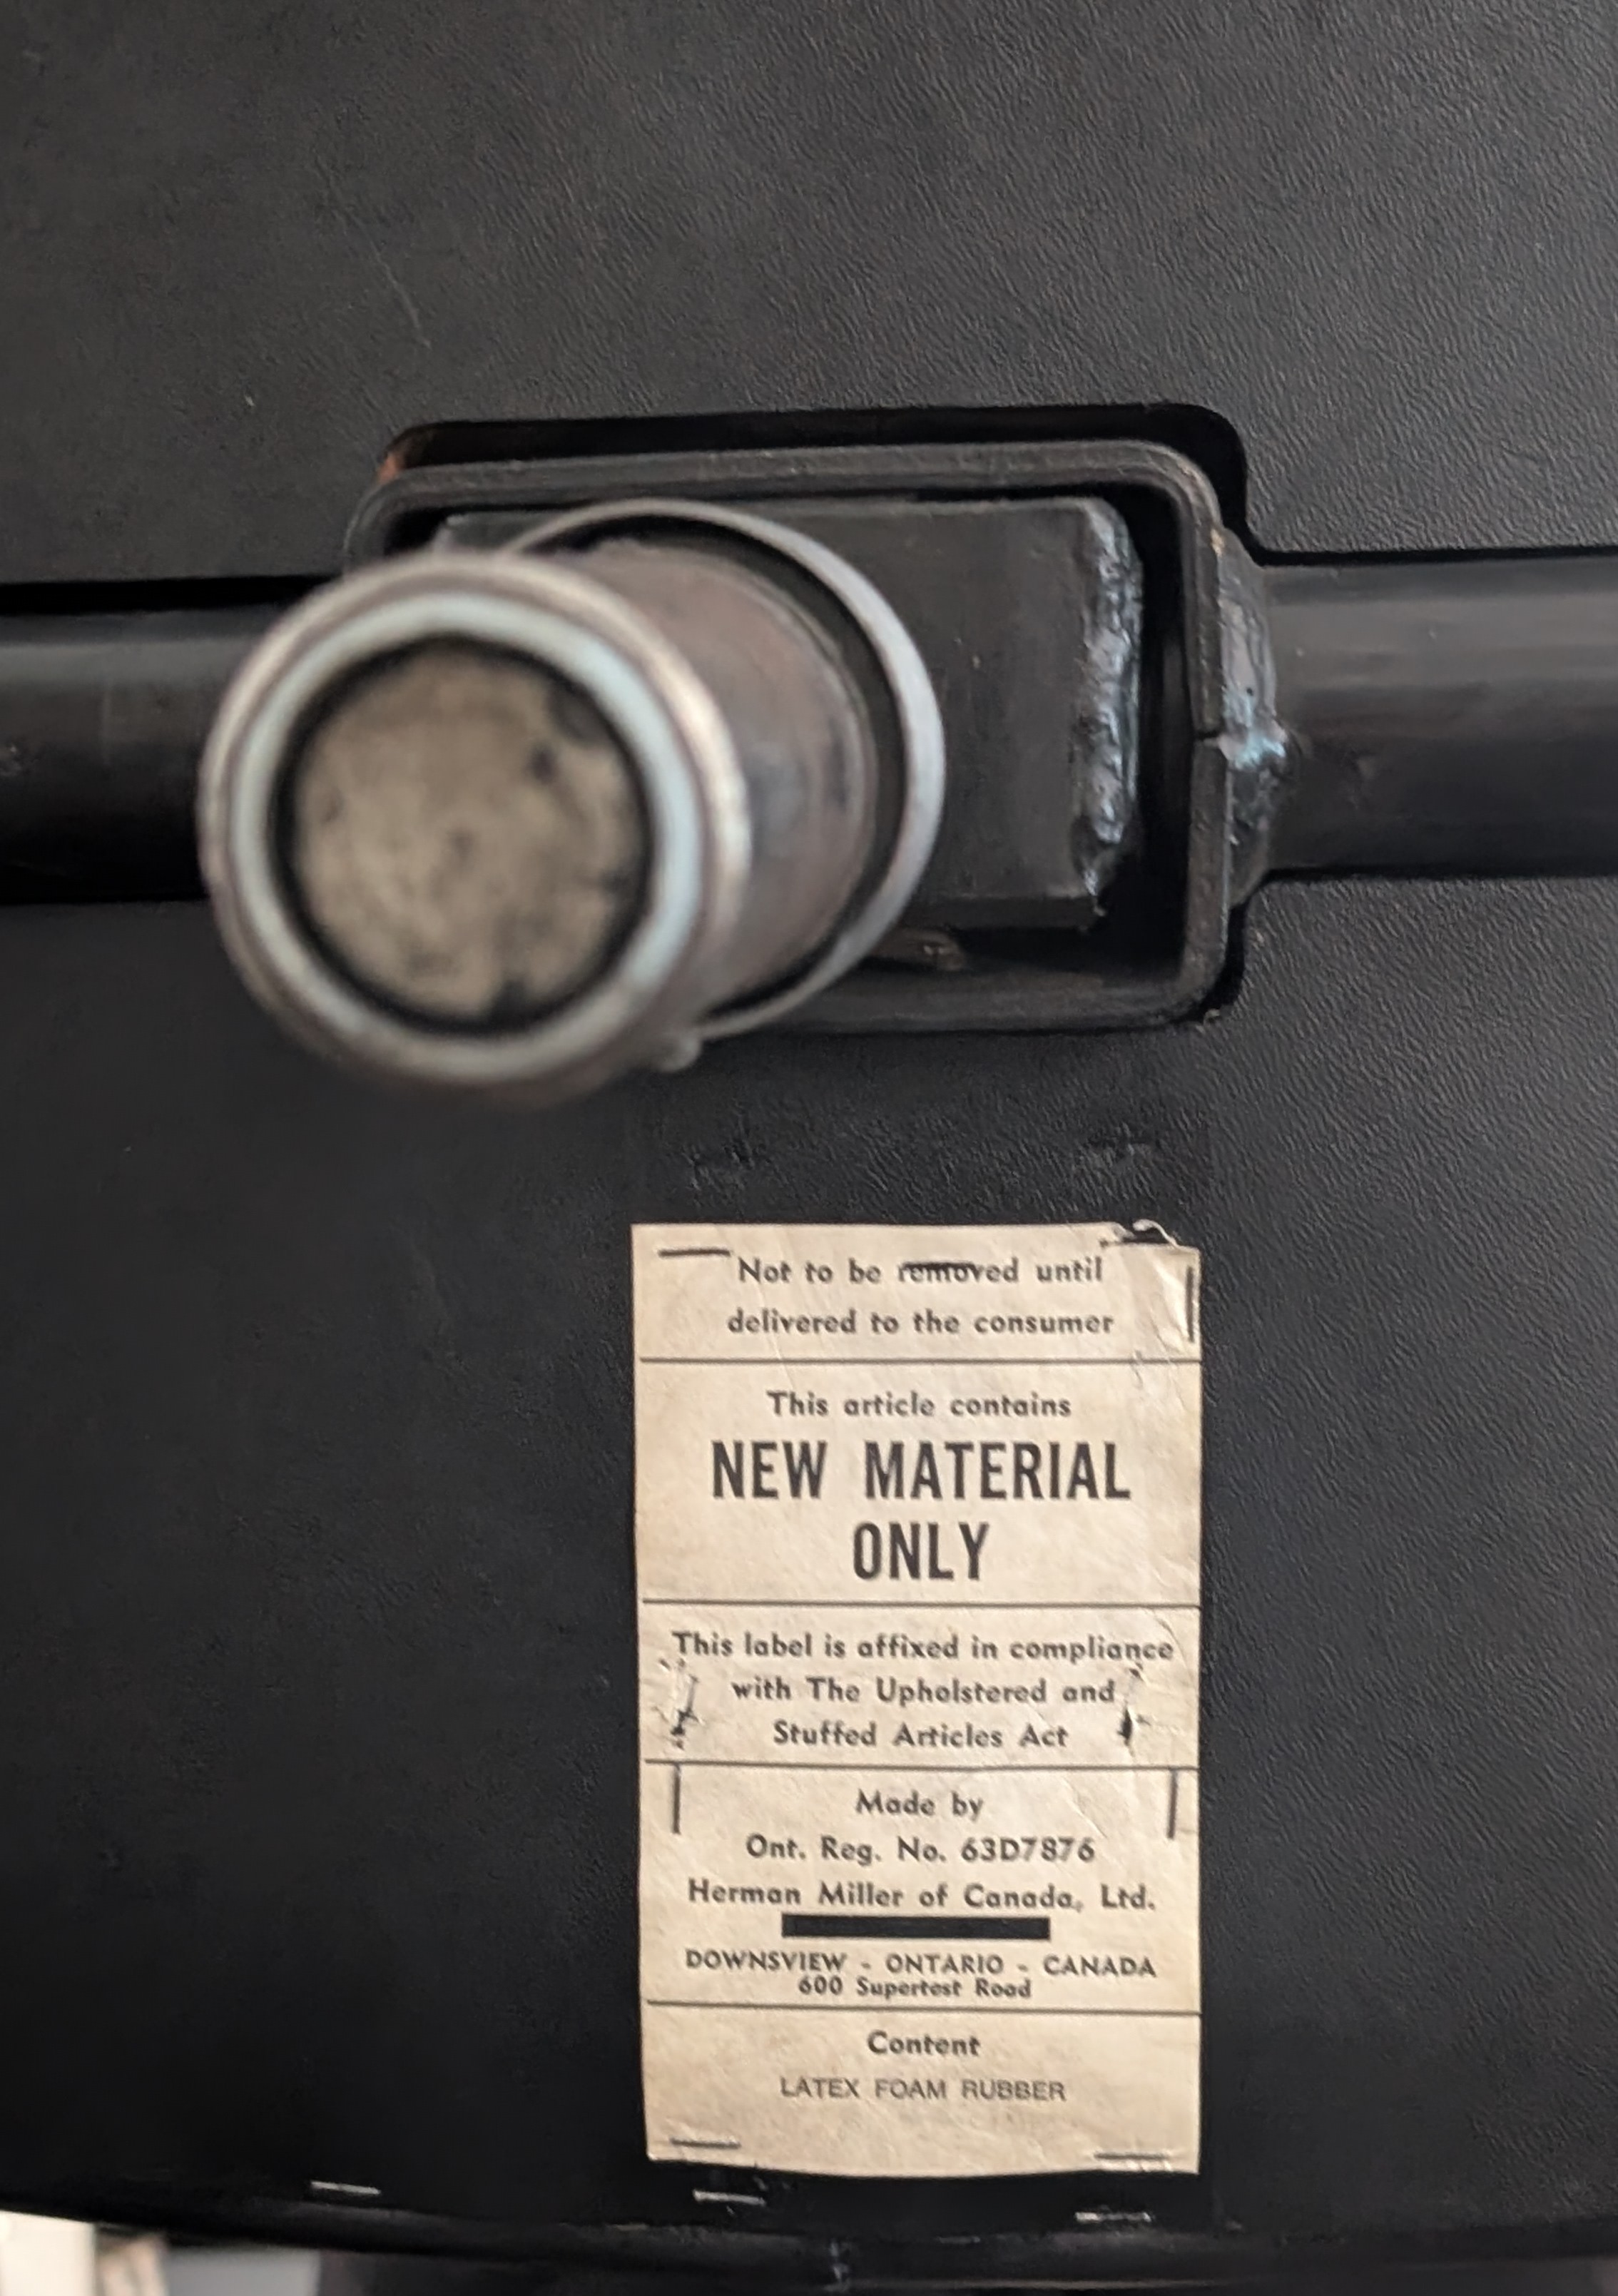 Not to be removed until
delivered to the consumer
This article contains
NEW MATERIAL
ONLY
This label is affixed in compliance
with The Upholstered and
Stuffed Articles Act
Made by
Ont. Reg. No. 63D7876
Herman Miller of Canada, Ltd.
DOWNSVIEW - ONTARIO - CANADA
600 Supertest Road
Content
LATEX FOAM RUBBER